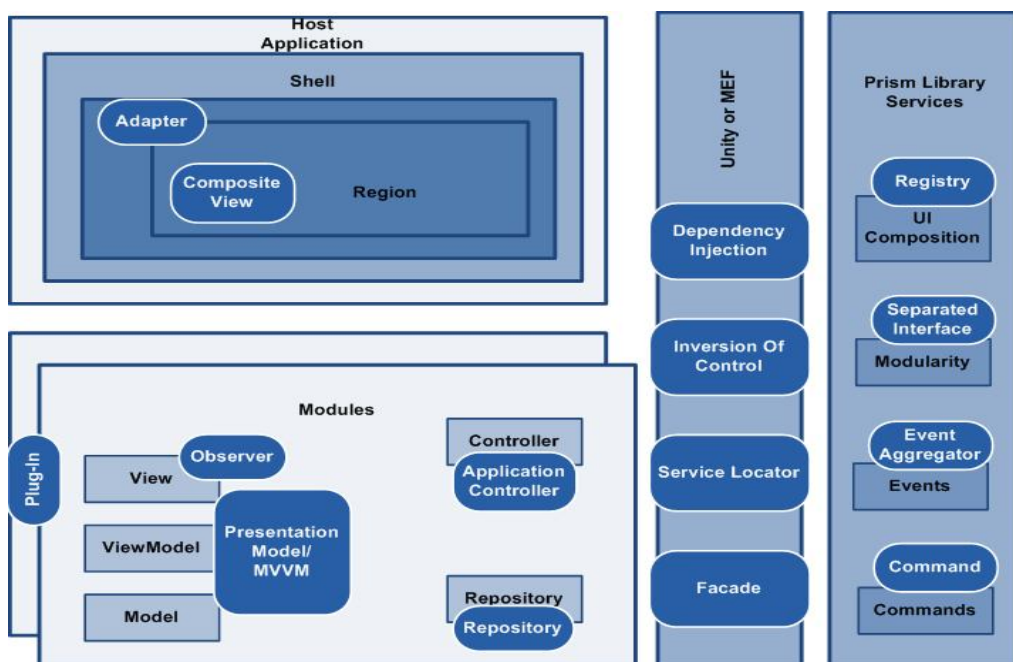 Host
Application
Shell
Adapter
Composite
View
Region
Modules
Plug-In
Observer
View
ViewModel
Model
Presentation
Model/
MVVM
Controller
Application
Controller
Repository
Repository
Unity or MEF
Dependency
Injection
Inversion Of
Control
Service Locator
Facade
Prism Library
Services
Registry
UI
Composition
Separated
Interface
Modularity
Event
Aggregator
Events
Command
Commands